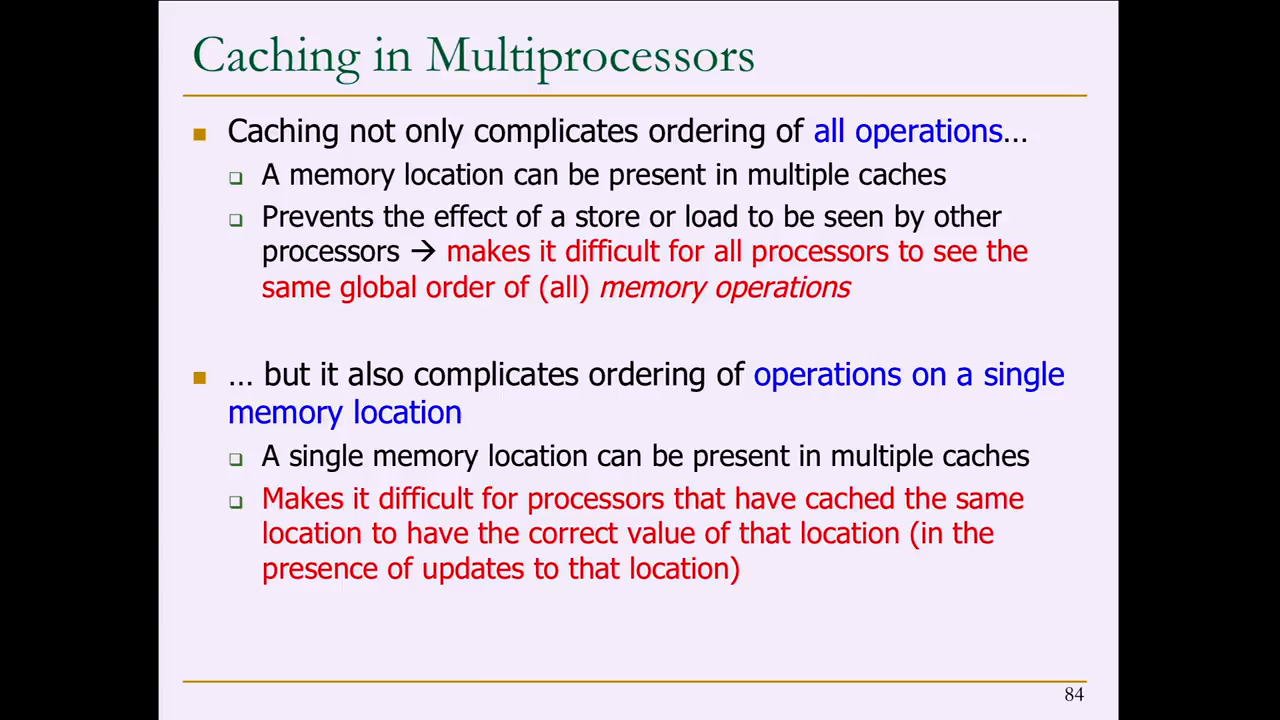 Caching in Multiprocessors
Caching not only complicates ordering of all operations…
A memory location can be present in multiple caches
Prevents the effect of a store or load to be seen by other
processors → makes it difficult for all processors to see the
same global order of (all) memory operations
… but it also complicates ordering of operations on a single
memory location
A single memory location can be present in multiple caches
Makes it difficult for processors that have cached the same
location to have the correct value of that location (in the
presence of updates to that location)
84